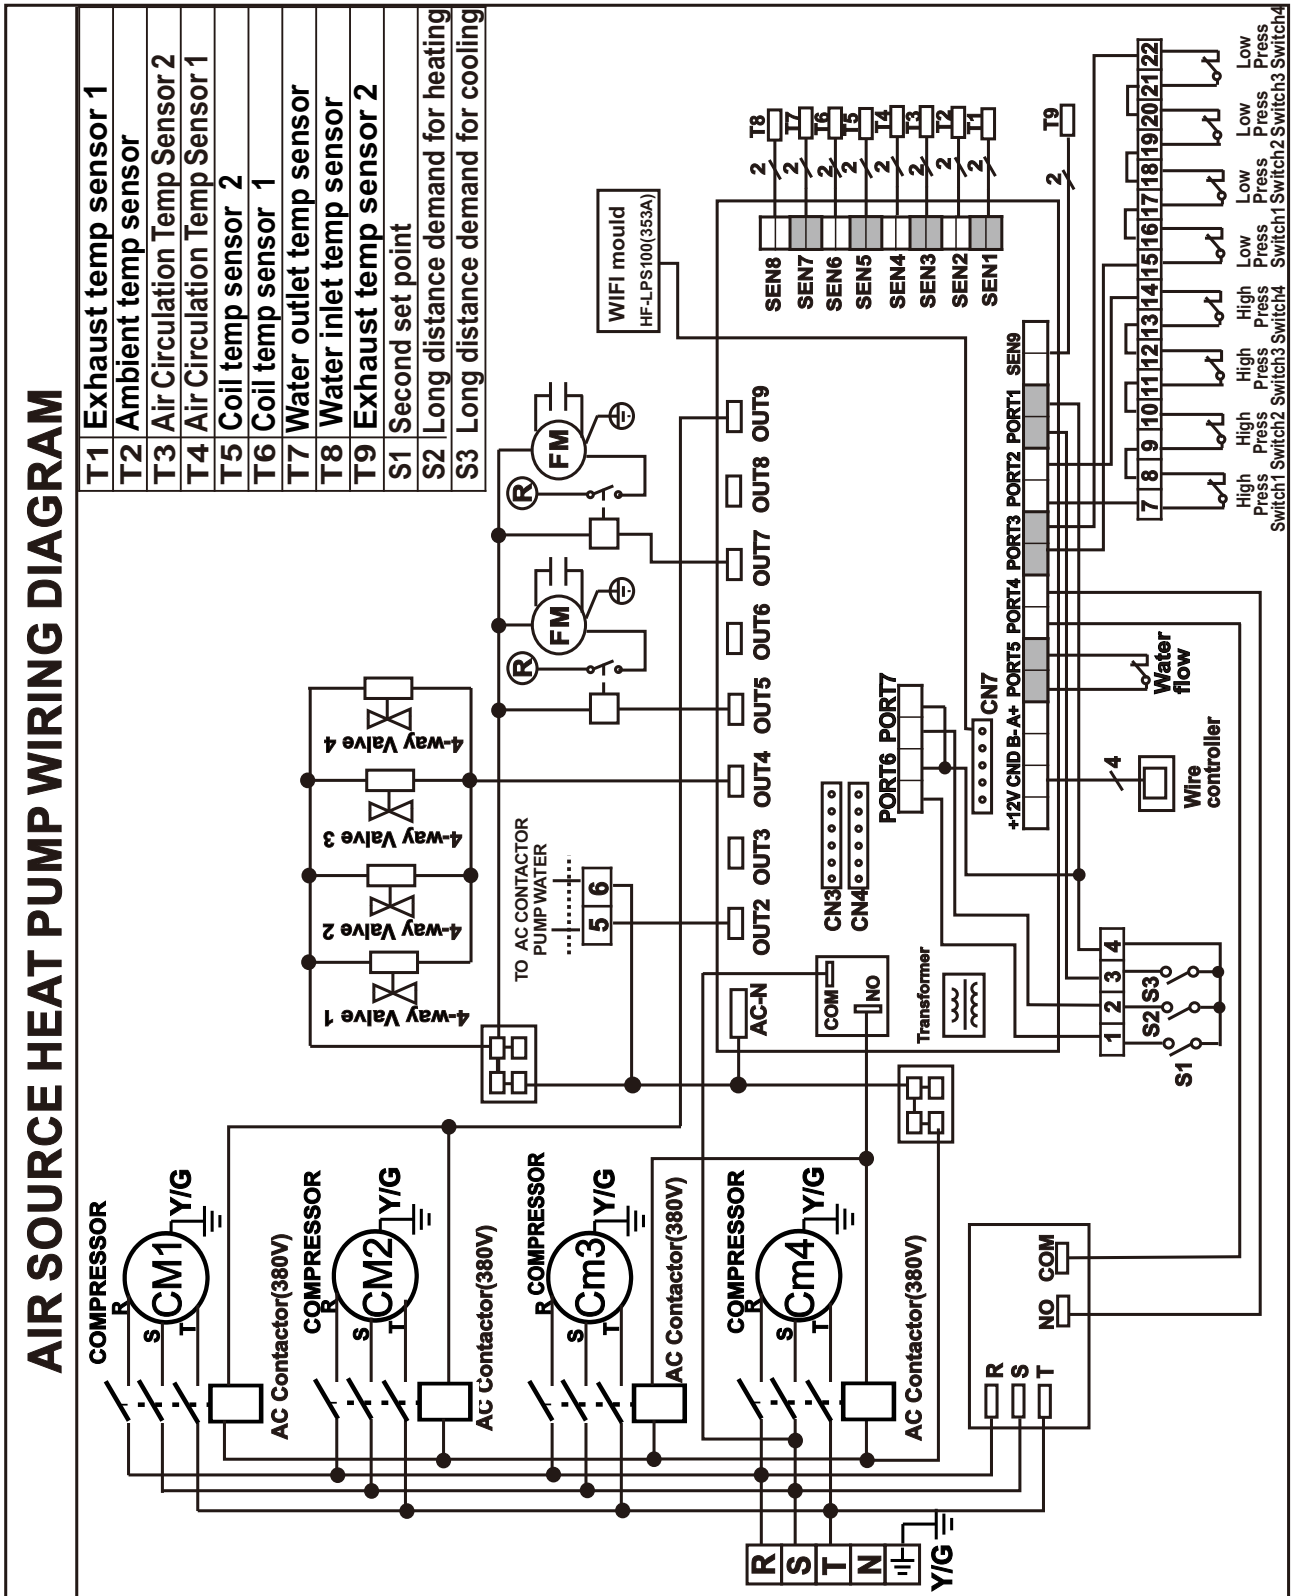 AIR SOURCE HEAT PUMP WIRING DIAGRAM
T1 Exhaust temp sensor 1
T2 Ambient temp sensor
T3 Air Circulation Temp Sensor 2
T4 Air Circulation Temp Sensor 1
T5 Coil temp sensor 2
T6 Coil temp sensor 1
T7 Water outlet temp sensor
T8 Water inlet temp sensor
T9 Exhaust temp sensor 2
S1 Second set point
S2 Long distance demand for heating
S3 Long distance demand for cooling
4-way Valve 1
4-way Valve 2
4-way Valve 3
4-way Valve 4
R
FM
R
FM
WIFI mould
HF-LPS100(353A)
TO AC CONTACTOR
PUMP WATER
5 6
AC-N
OUT2
OUT3
OUT4
OUT5
OUT6
OUT7
OUT8
OUT9
T8
T7
T6
T5
T4
T3
T2
T1
T9
2
2
2
2
2
2
2
2
2
SEN8
SEN7
SEN6
SEN5
SEN4
SEN3
SEN2
SEN1
COM
NO
CN3
CN4
PORT6 PORT7
Transformer
CN7
+12V CND B- A+ PORT5 PORT4 PORT3 PORT2 PORT1 SEN9
1 2 3 4
S1
S2
S3
4
Wire
controller
Water
flow
7 8 9 10 11 12 13 14 15 16 17 18 19 20 21 22
High
Press
Switch1
High
Press
Switch2
High
Press
Switch3
High
Press
Switch4
Low
Press
Switch1
Low
Press
Switch2
Low
Press
Switch3
Low
Press
Switch4
COMPRESSOR
CM1
Y/G
R
S
T
AC Contactor(380V)
COMPRESSOR
CM2
Y/G
R
S
T
AC Contactor(380V)
COMPRESSOR
Cm3
Y/G
R
S
T
AC Contactor(380V)
COMPRESSOR
Cm4
Y/G
R
S
T
AC Contactor(380V)
NO COM
R
S
T
R
S
T
N
Y/G